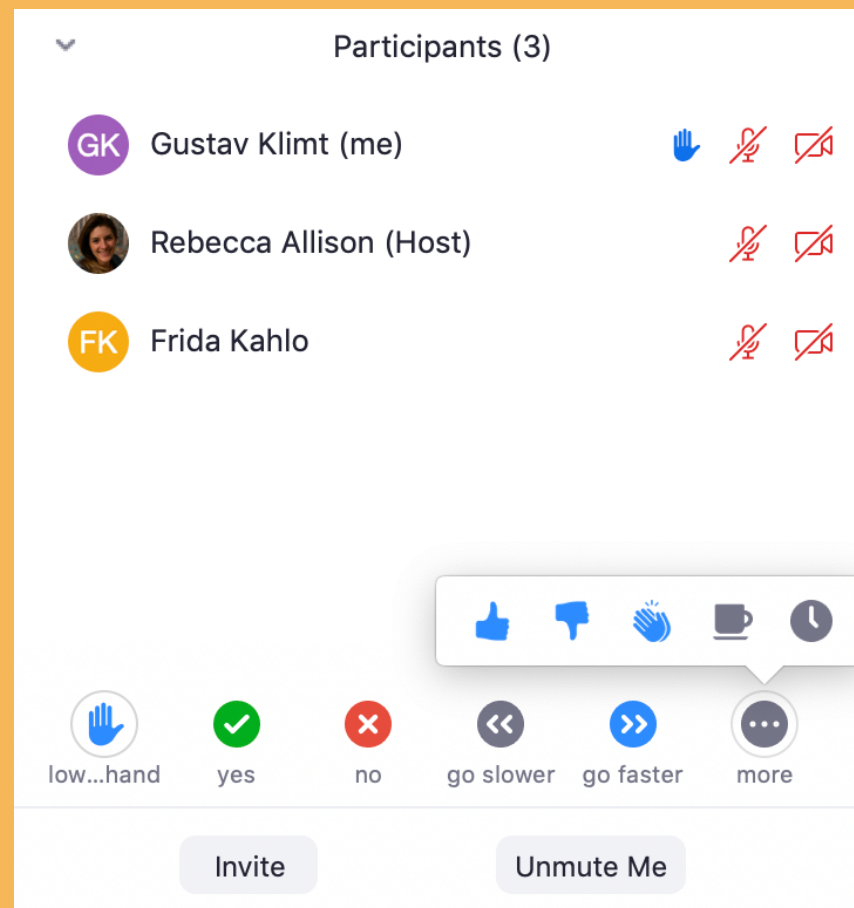 Participants (3)
GK Gustav Klimt (me)
Rebecca Allison (Host)
FK Frida Kahlo
low...hand yes no go slower go faster more
Invite Unmute Me